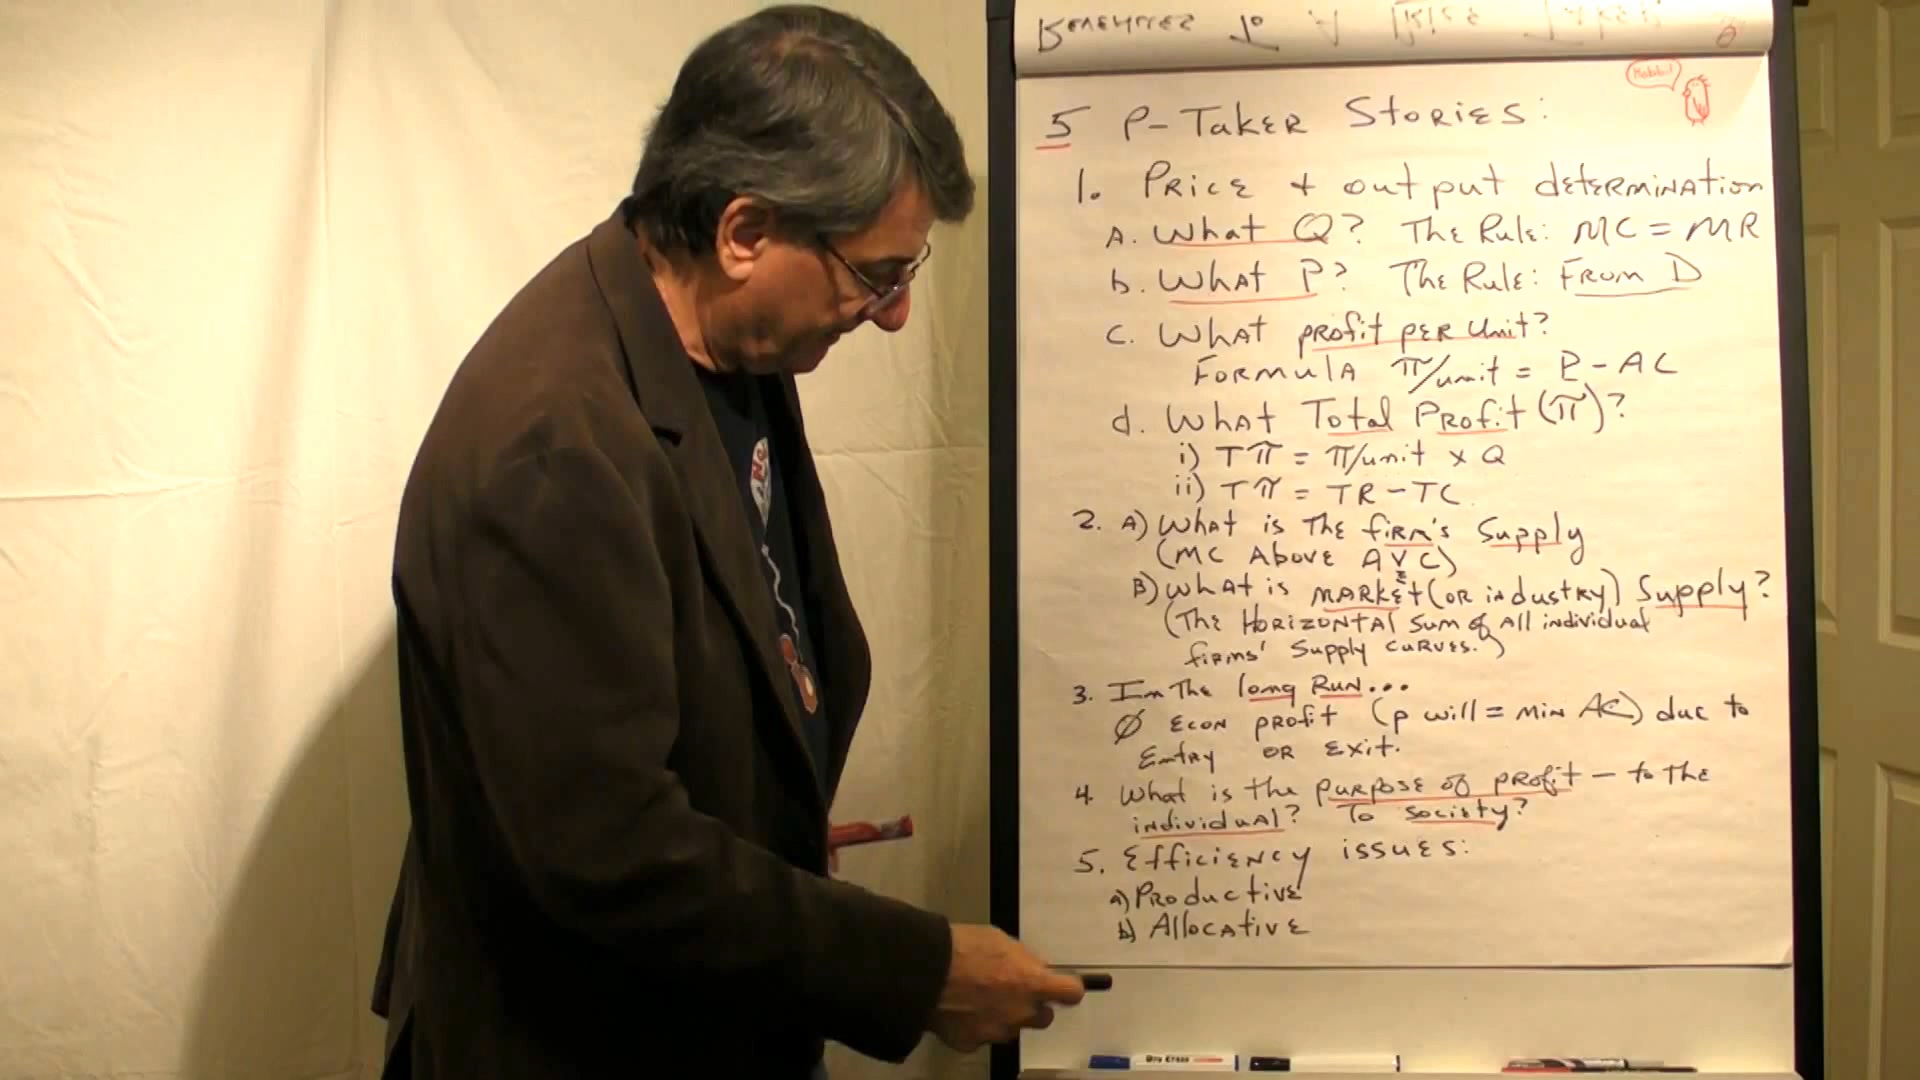 5 P-Taker Stories:
1. Price + output determination
A. What Q? The Rule: MC = MR
b. What P? The Rule: From D
c. What profit per Unit?
Formula π/unit = P - AC
d. What Total Profit (π)?
i) Tπ = π/unit x Q
ii) Tπ = TR - TC
2. A) What is the firm's Supply
(MC Above AVC)
B) What is market (or industry) Supply?
(The Horizontal sum of all individual
firms' supply curves.)
3. In the long Run...
Ø Econ profit (p will = min AC) due to
Entry or exit.
4. What is the purpose of profit – to the
individual? To society?
5. Efficiency issues:
a) Productive
b) Allocative
Dry Erase